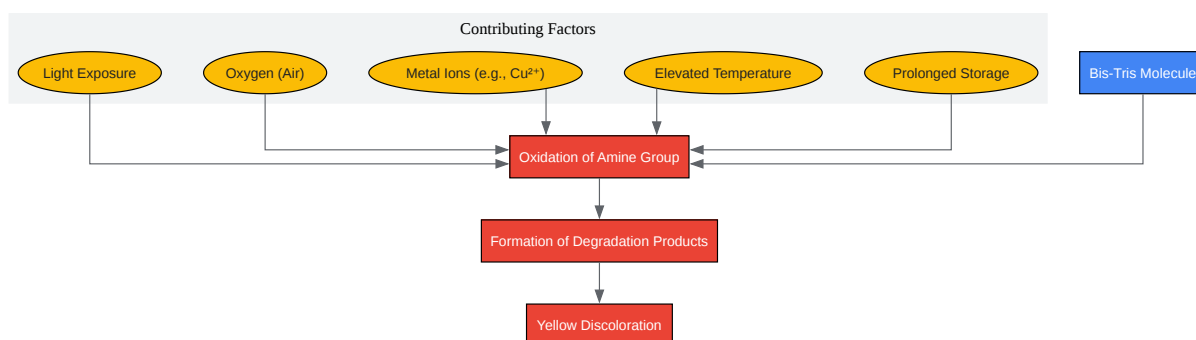 Contributing Factors
Light Exposure
Oxygen (Air)
Metal Ions (e.g., Cu²⁺)
Elevated Temperature
Prolonged Storage
Bis-Tris Molecule
Oxidation of Amine Group
Formation of Degradation Products
Yellow Discoloration